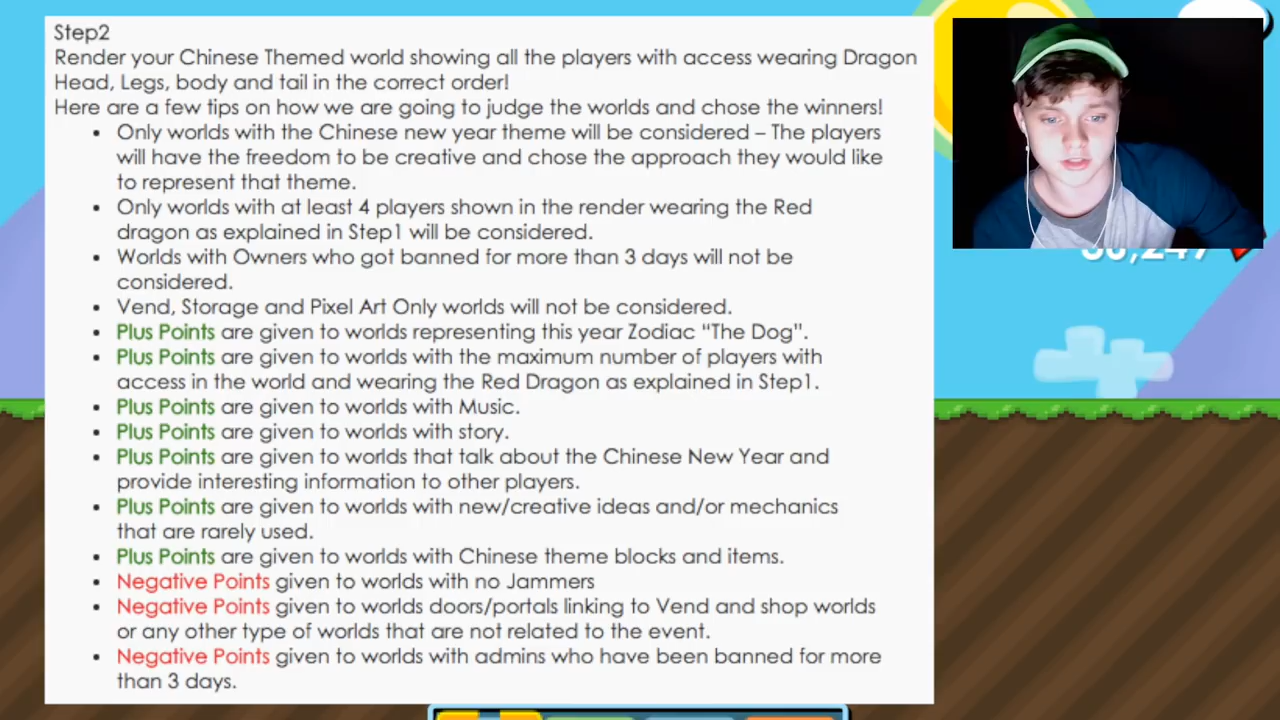 Step2
Render your Chinese Themed world showing all the players with access wearing Dragon
Head, Legs, body and tail in the correct order!
Here are a few tips on how we are going to judge the worlds and chose the winners!
• Only worlds with the Chinese new year theme will be considered – The players
will have the freedom to be creative and chose the approach they would like
to represent that theme.
• Only worlds with at least 4 players shown in the render wearing the Red
dragon as explained in Step1 will be considered.
• Worlds with Owners who got banned for more than 3 days will not be
considered.
• Vend, Storage and Pixel Art Only worlds will not be considered.
• Plus Points are given to worlds representing this year Zodiac “The Dog”.
• Plus Points are given to worlds with the maximum number of players with
access in the world and wearing the Red Dragon as explained in Step1.
• Plus Points are given to worlds with Music.
• Plus Points are given to worlds with story.
• Plus Points are given to worlds that talk about the Chinese New Year and
provide interesting information to other players.
• Plus Points are given to worlds with new/creative ideas and/or mechanics
that are rarely used.
• Plus Points are given to worlds with Chinese theme blocks and items.
• Negative Points given to worlds with no Jammers
• Negative Points given to worlds doors/portals linking to Vend and shop worlds
or any other type of worlds that are not related to the event.
• Negative Points given to worlds with admins who have been banned for more
than 3 days.